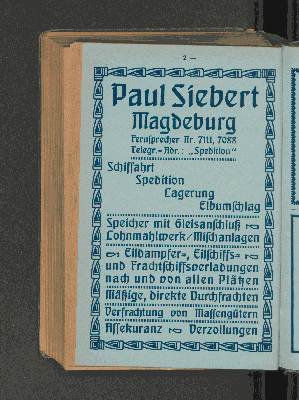 — 2 —
Paul Siebert
Magdeburg
Fernsprecher Nr. 7111, 7088
Telegr.-Adr.: „Spedition“
Schiffahrt
Spedition
Lagerung
Elbumschlag
Speicher mit Gleisanschluß
Lohnmahlwerk/Mischanlagen
Eildampfer-, Eilschiffs-
und Frachtschiffsverladungen
nach und von allen Plätzen
Mäßige, direkte Durchfrachten
Verfrachtung von Massengütern
Assekuranz ~ Verzollungen